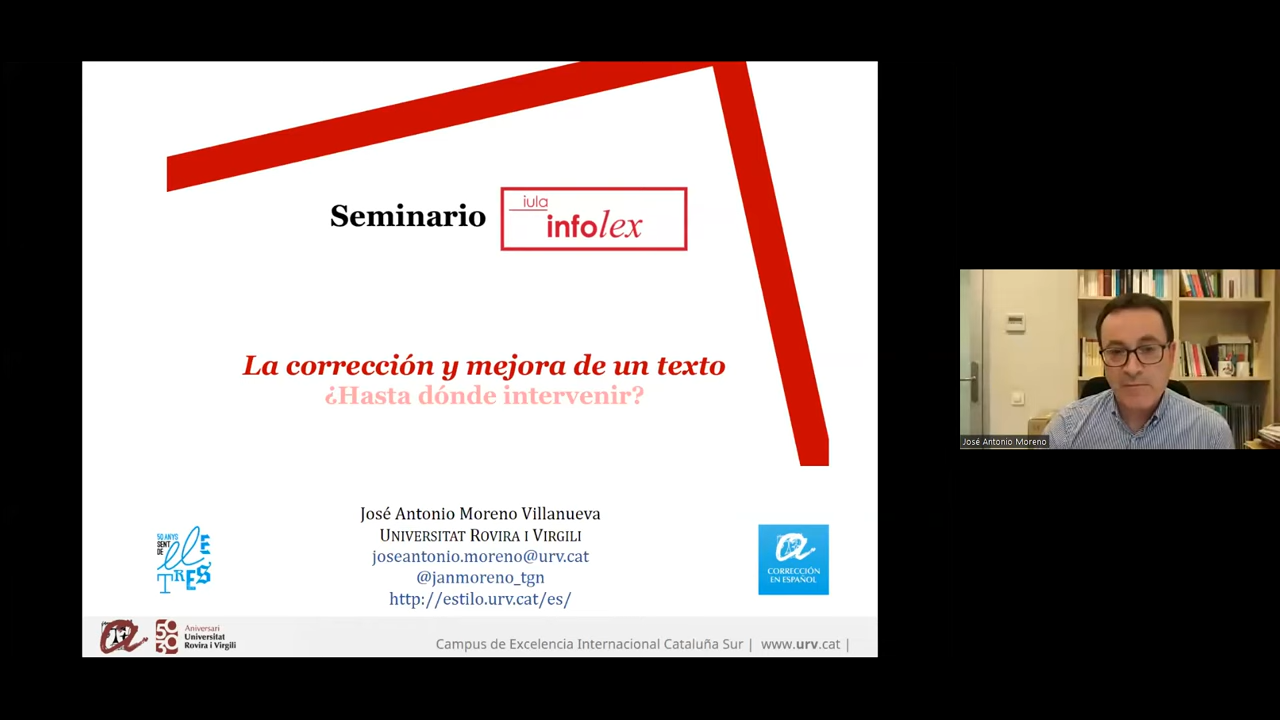 Seminario
iula
infolex
La corrección y mejora de un texto
¿Hasta dónde intervenir?
José Antonio Moreno Villanueva
UNIVERSITAT ROVIRA I VIRGILI
joseantonio.moreno@urv.cat
@janmoreno_tgn
http://estilo.urv.cat/es/
50 ANYS
SENT
DE
LLETRES
CORRECCIÓN
EN ESPAÑOL
Aniversari
Universitat
Rovira i Virgili
Campus de Excelencia Internacional Cataluña Sur | www.urv.cat |
José Antonio Moreno